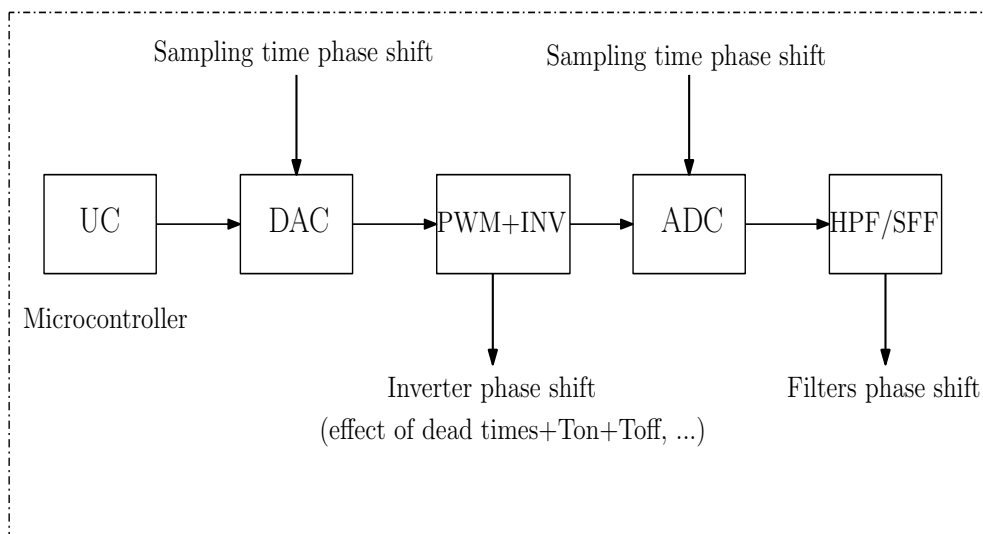 Sampling time phase shift
Sampling time phase shift
UC
DAC
PWM+INV
ADC
HPF/SFF
Microcontroller
Inverter phase shift
(effect of dead times+Ton+Toff, ...)
Filters phase shift